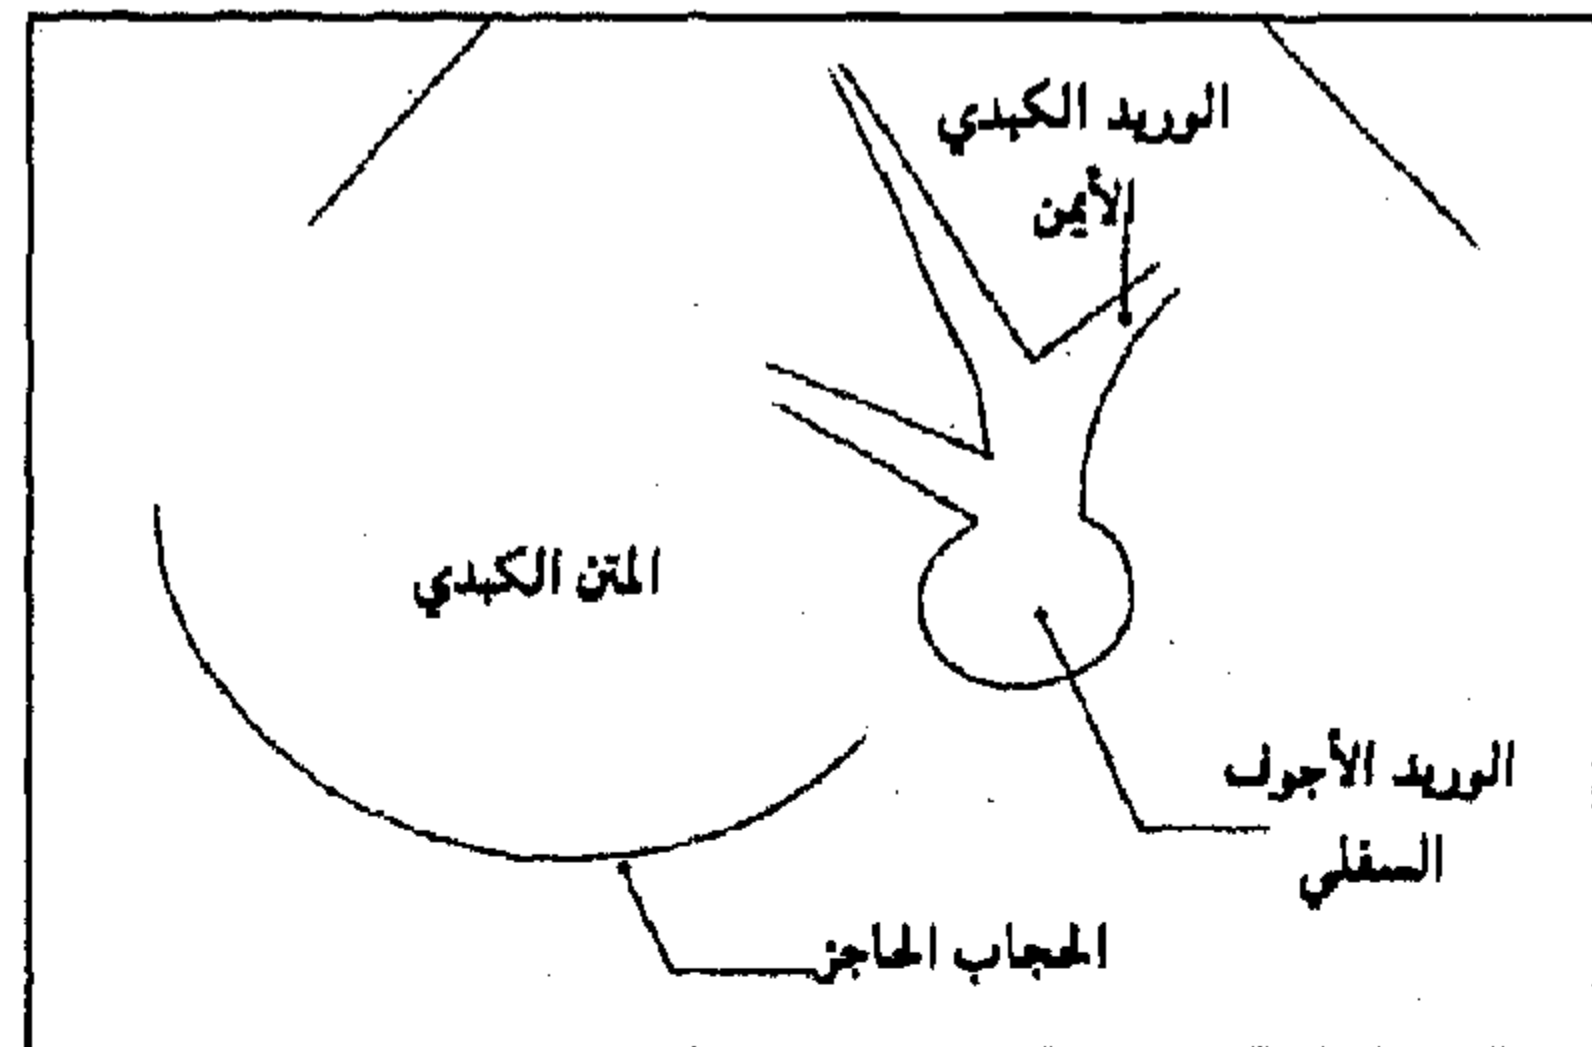 الوريد الكبدي
الأيمن
المتن الكبدي
الوريد الأجوف
السفلي
الحجاب الحاجز